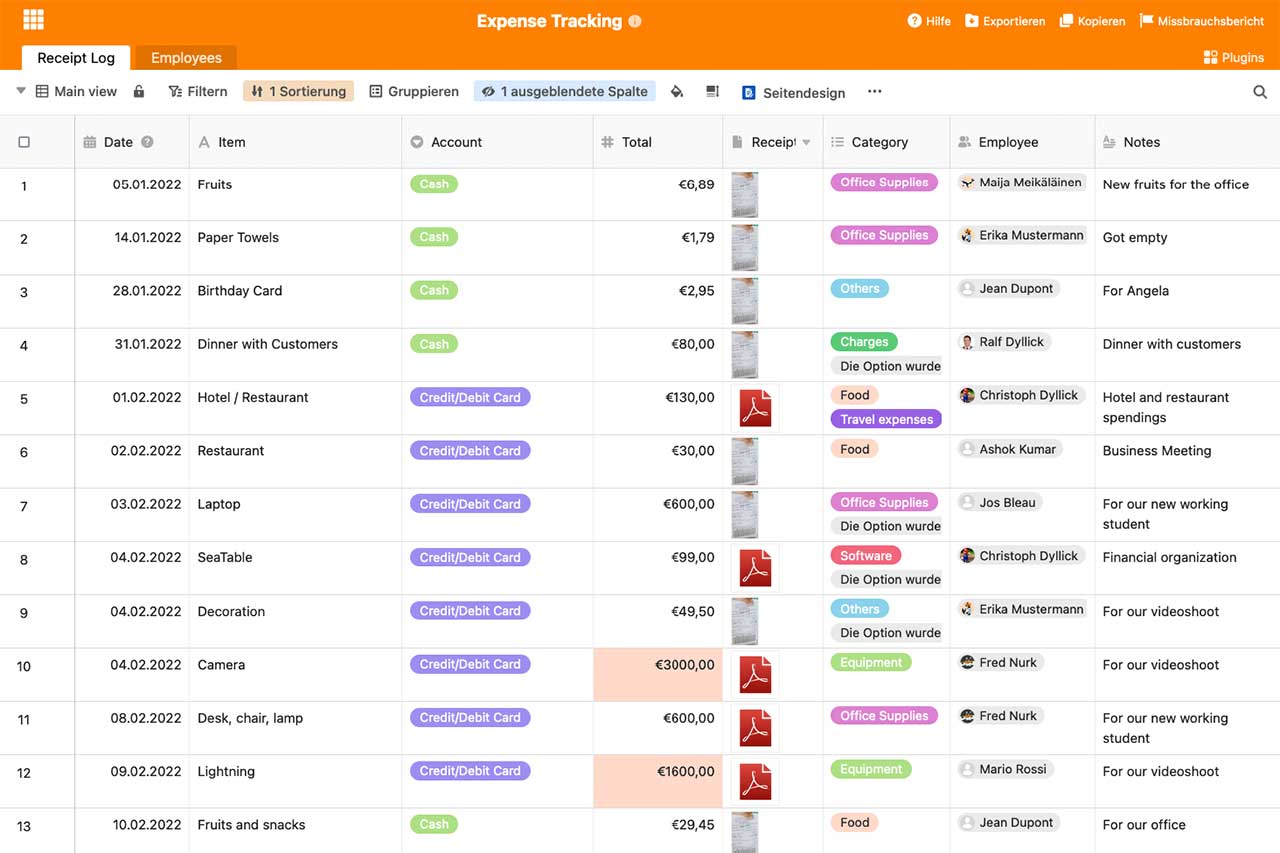 Expense Tracking
Hilfe Exportieren Kopieren Missbrauchsbericht
Receipt Log Employees Plugins
Main view Filtern 1 Sortierung Gruppieren 1 ausgeblendete Spalte Seitendesign ...
Date Item Account Total Receipt Category Employee Notes
1 05.01.2022 Fruits Cash €6,89 Office Supplies Maija Meikäläinen New fruits for the office
2 14.01.2022 Paper Towels Cash €1,79 Office Supplies Erika Mustermann Got empty
3 28.01.2022 Birthday Card Cash €2,95 Others Jean Dupont For Angela
4 31.01.2022 Dinner with Customers Cash €80,00 Charges Ralf Dyllick Dinner with customers
Die Option wurde
5 01.02.2022 Hotel / Restaurant Credit/Debit Card €130,00 Food Christoph Dyllick Hotel and restaurant
Travel expenses spendings
6 02.02.2022 Restaurant Credit/Debit Card €30,00 Food Ashok Kumar Business Meeting
7 03.02.2022 Laptop Credit/Debit Card €600,00 Office Supplies Jos Bleau For our new working
Die Option wurde student
8 04.02.2022 SeaTable Credit/Debit Card €99,00 Software Christoph Dyllick Financial organization
Die Option wurde
9 04.02.2022 Decoration Credit/Debit Card €49,50 Others Erika Mustermann For our videoshoot
Die Option wurde
10 04.02.2022 Camera Credit/Debit Card €3000,00 Equipment Fred Nurk For our videoshoot
11 08.02.2022 Desk, chair, lamp Credit/Debit Card €600,00 Office Supplies Fred Nurk For our new working
student
12 09.02.2022 Lightning Credit/Debit Card €1600,00 Equipment Mario Rossi For our videoshoot
13 10.02.2022 Fruits and snacks Cash €29,45 Food Jean Dupont For our office